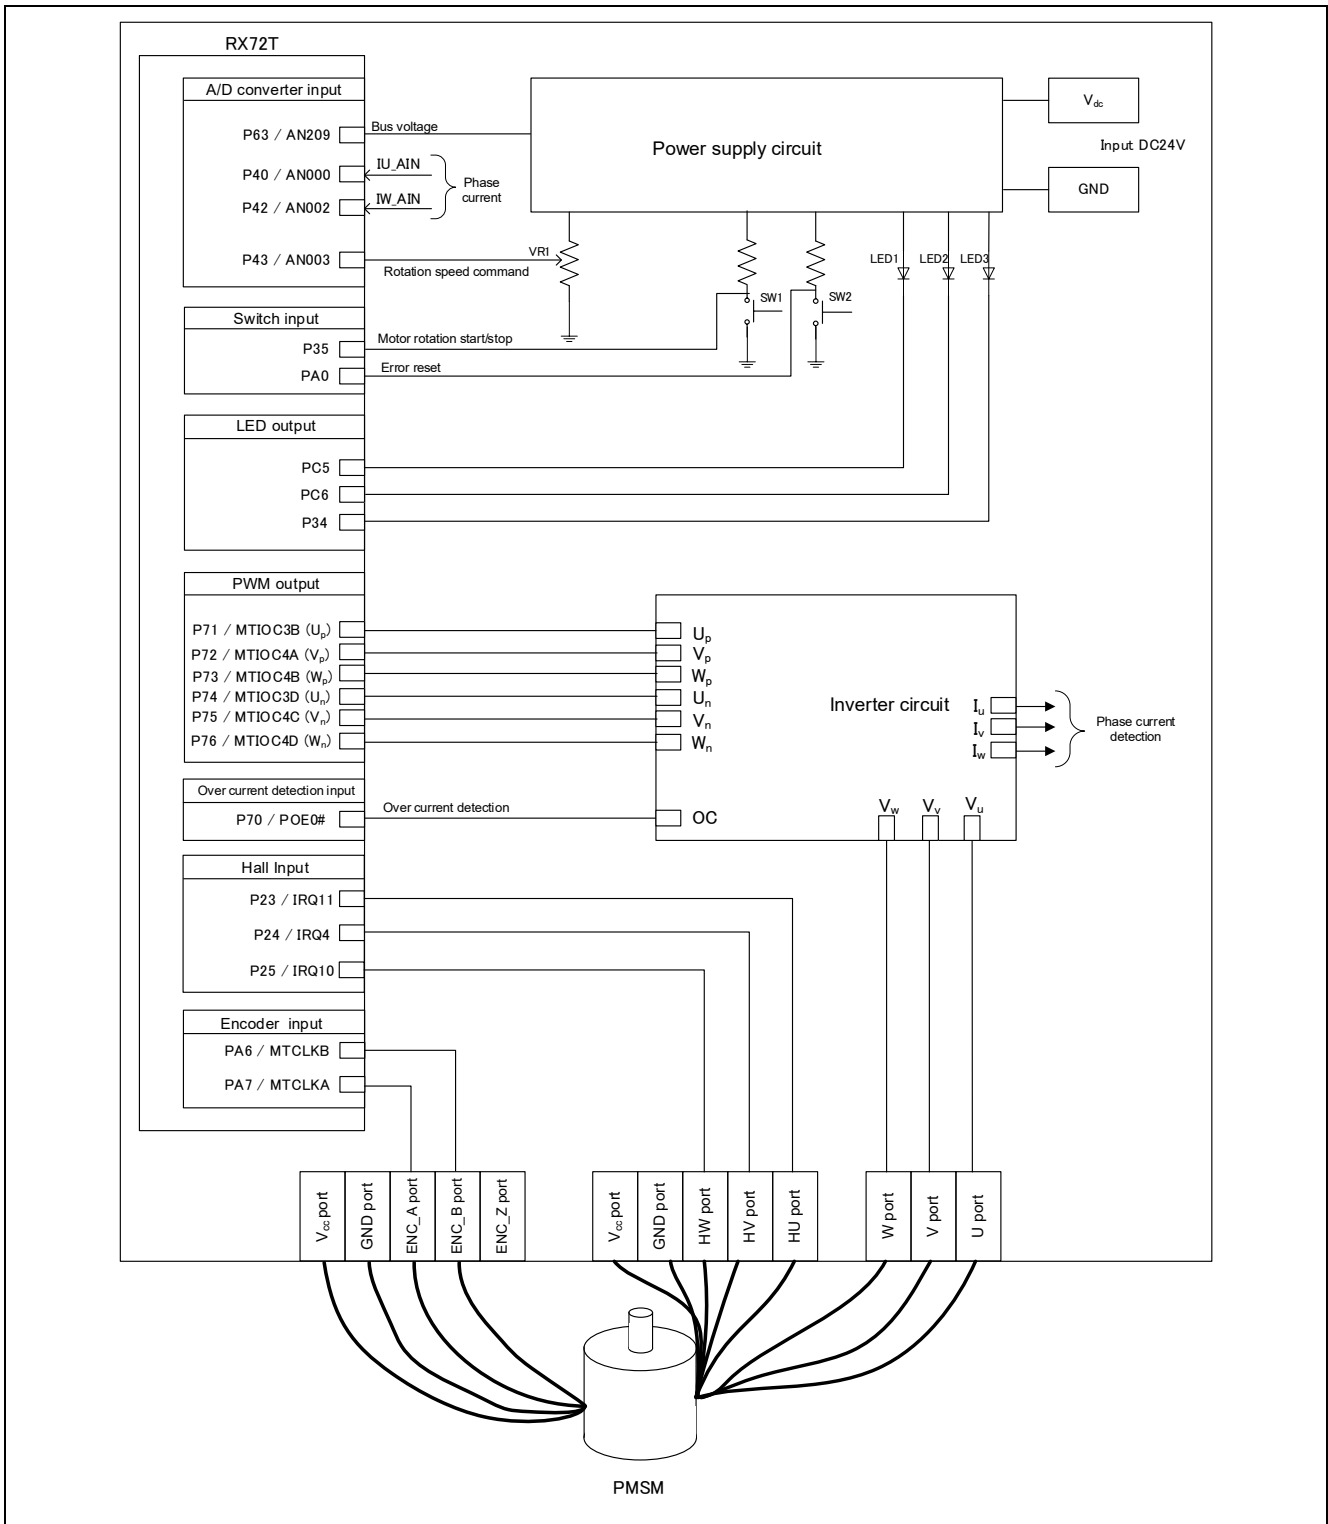 RX72T
A/D converter input
P63 / AN209
Bus voltage
P40 / AN000
IU_AIN
P42 / AN002
IW_AIN
Phase
current
P43 / AN003
VR1
Rotation speed command
Power supply circuit
Vdc
Input DC24V
GND
LED1
LED2
LED3
SW1
SW2
Switch input
P35
Motor rotation start/stop
PA0
Error reset
LED output
PC5
PC6
P34
PWM output
P71 / MTIOC3B (Up)
P72 / MTIOC4A (Vp)
P73 / MTIOC4B (Wp)
P74 / MTIOC3D (Un)
P75 / MTIOC4C (Vn)
P76 / MTIOC4D (Wn)
Up
Vp
Wp
Un
Vn
Wn
Inverter circuit
Iu
Iv
Iw
Phase current
detection
Over current detection input
P70 / POE0#
Over current detection
OC
Vw
Vv
Vu
Hall Input
P23 / IRQ11
P24 / IRQ4
P25 / IRQ10
Encoder input
PA6 / MTCLKB
PA7 / MTCLKA
Vcc port
GND port
ENC_A port
ENC_B port
ENC_Z port
Vcc port
GND port
HW port
HV port
HU port
W port
V port
U port
PMSM